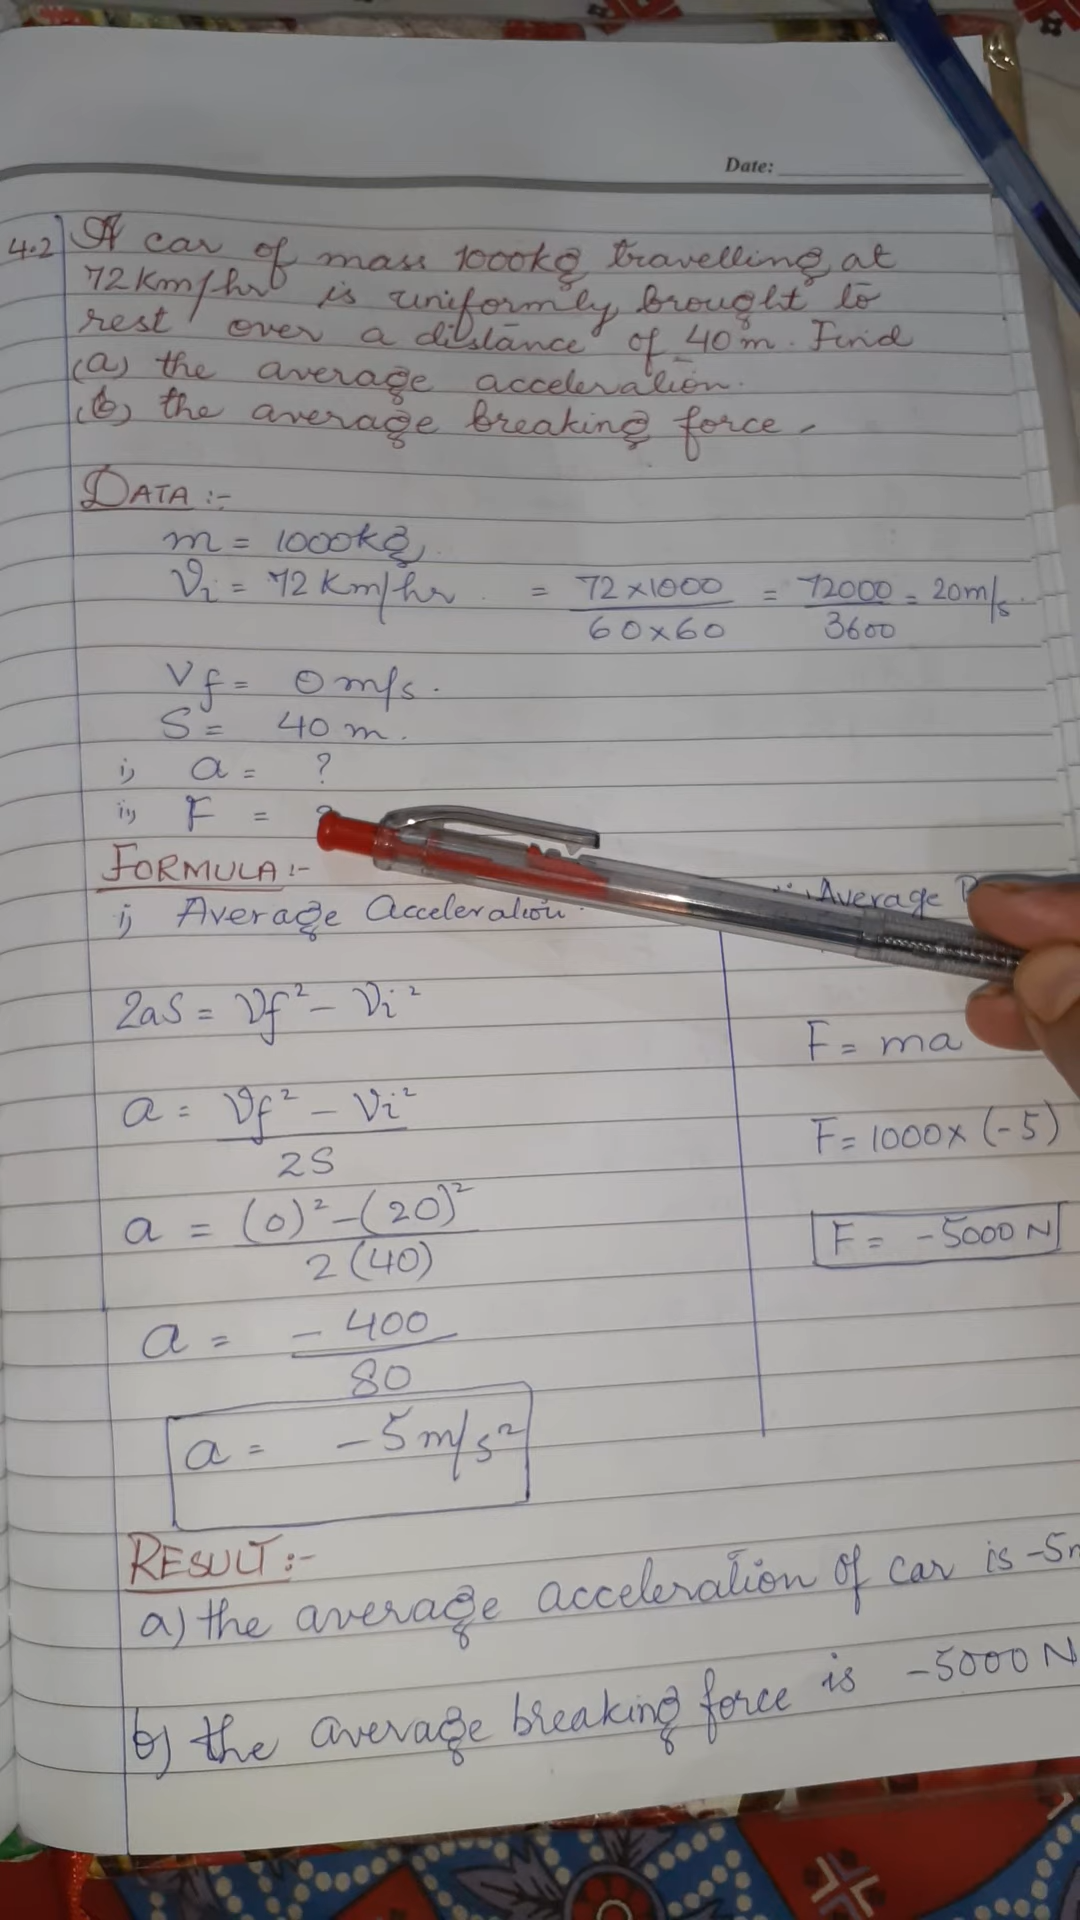 Date:
4.2 A car of mass 1000kg travelling at
72 Km/hr is uniformly brought to
rest over a distance of 40m. Find
(a) the average acceleration.
(b) the average breaking force.
DATA :-
m = 1000kg
Vi = 72 Km/hr = 72×1000/60×60 = 72000/3600 = 20m/s.
Vf = 0 m/s.
S = 40 m.
i) a = ?
ii) F =
FORMULA :-
i) Average Acceleration.
2aS = Vf² - Vi²
a = Vf² - Vi²/2S
a = (0)² - (20)²/2(40)
a = - 400/80
a = -5 m/s²
Average
F = ma
F = 1000 × (-5)
F = -5000 N
RESULT :-
a) the average acceleration of car is -5
b) the average breaking force is -5000 N